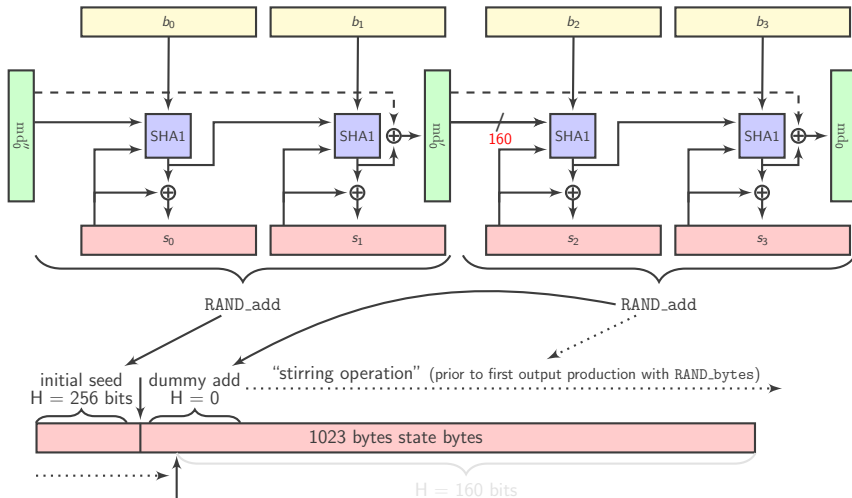 b₀ b₁ b₂ b₃
md₀″ SHA1 SHA1 md₀′ 160 SHA1 SHA1 md₀
s₀ s₁ s₂ s₃
RAND_add RAND_add
"stirring operation" (prior to first output production with RAND_bytes)
initial seed dummy add
H = 256 bits H = 0
1023 bytes state bytes
H = 160 bits